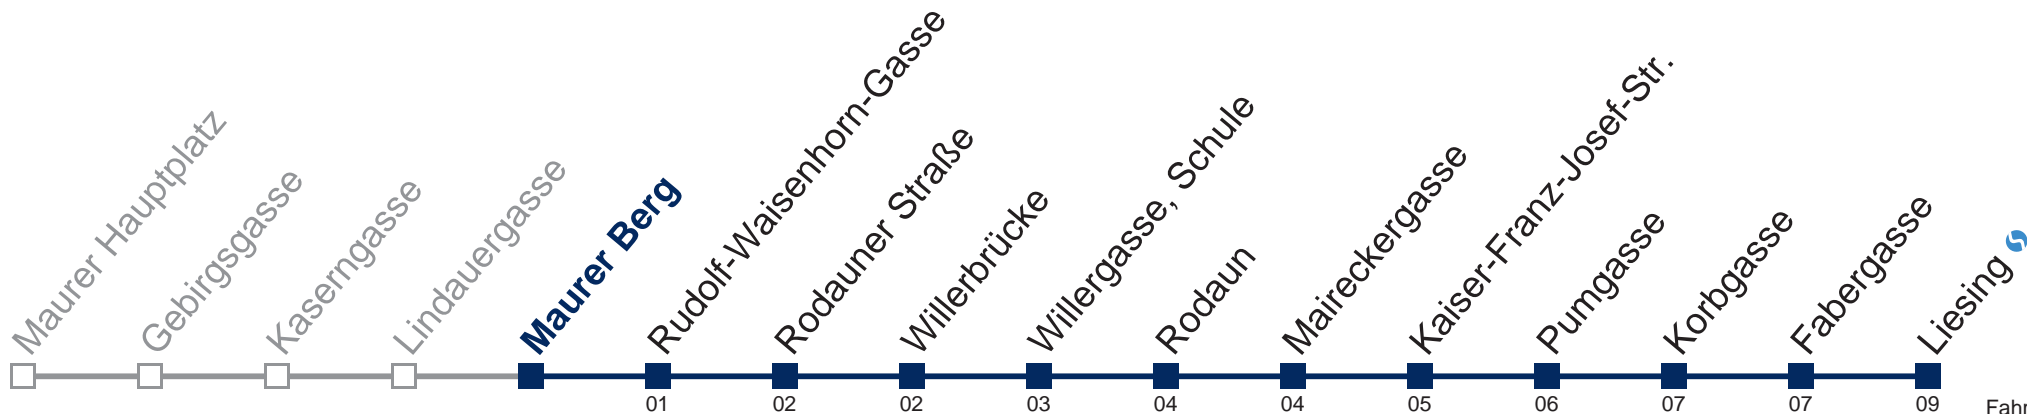 Maurer Hauptplatz
Gebirgsgasse
Kaserngasse
Lindauergasse
Maurer Berg
Rudolf-Waisenhorn-Gasse
Rodauner Straße
Willerbrücke
Willergasse, Schule
Rodaun
Maireckergasse
Kaiser-Franz-Josef-Str.
Pumgasse
Korbgasse
Fabergasse
Liesing
01 02 02 03 04 04 05 06 07 07 09 Fahr